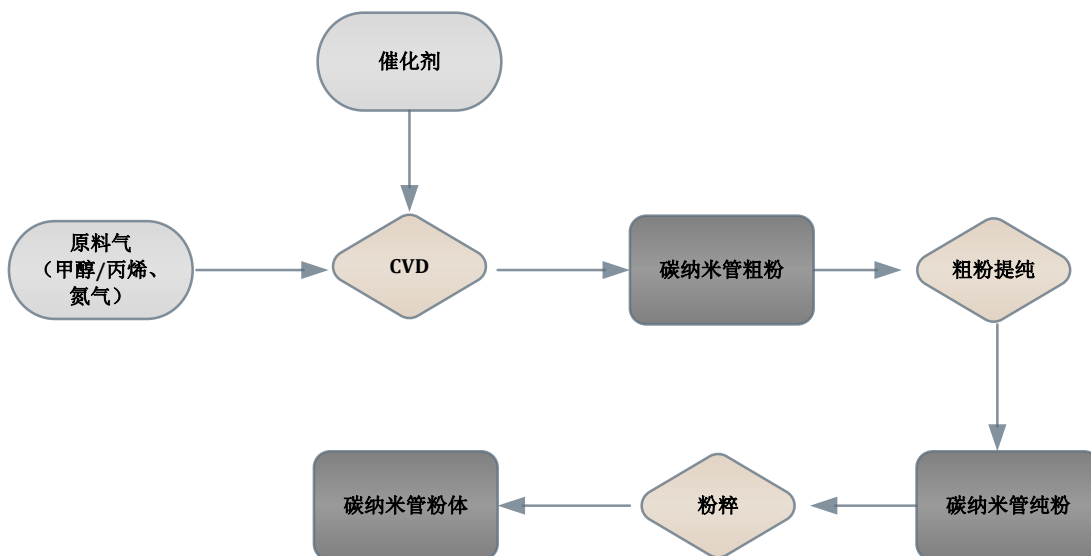 催化剂
原料气
（甲醇/丙烯、
氮气）
CVD
碳纳米管粗粉
粗粉提纯
碳纳米管粉体
粉粹
碳纳米管纯粉